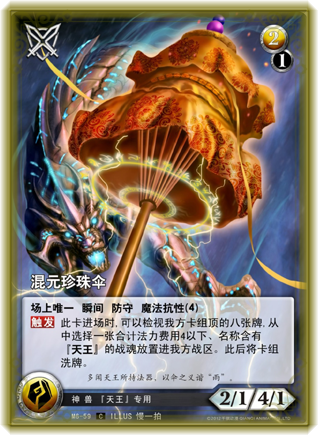 2
1
混元珍珠伞
场上唯一 瞬间 防守 魔法抗性(4)
触发 此卡进场时,可以检视我方卡组顶的八张牌.从
中选择一张合计法力费用4以下、名称含有
『天王』的战魂放置进我方战区。此后将卡组
洗牌。
多闻天王所持法器,以伞之义谐“雨”。
神 兽 『天王』专用
2/1/4/1
MS-59 C ILLUS 慢一拍